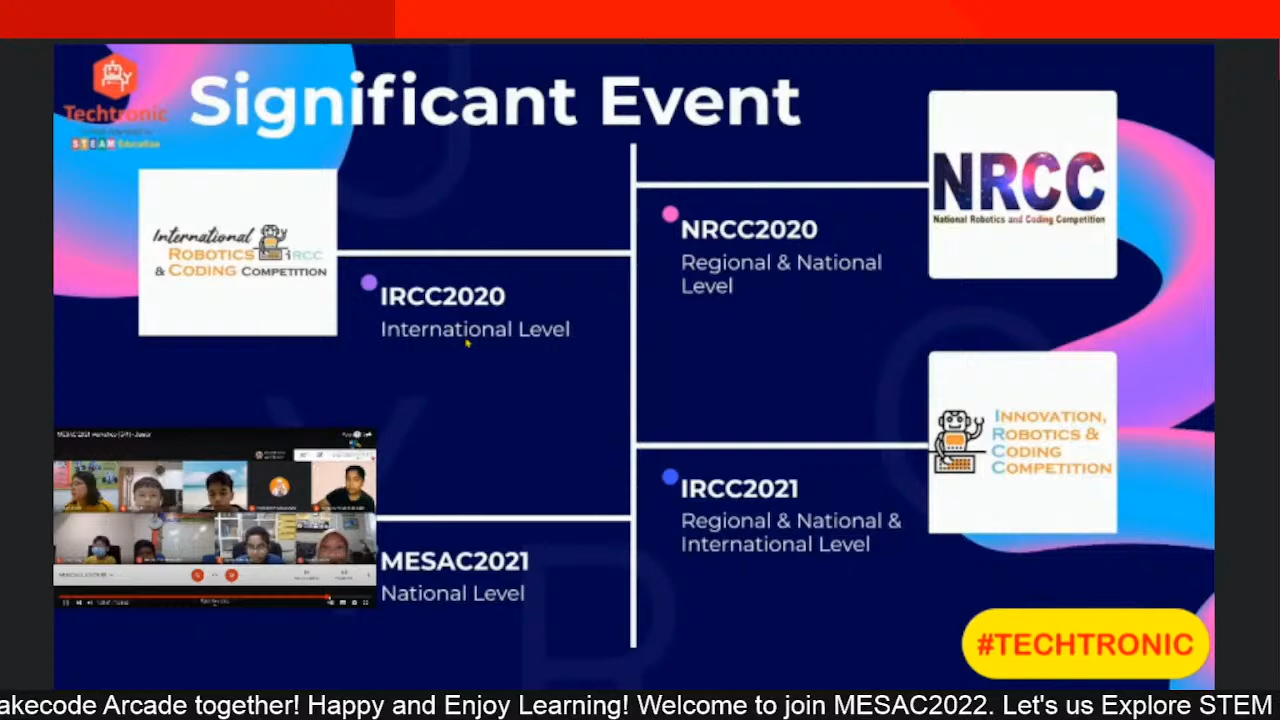 Techtronic
STEAM Education
Significant Event
NRCC
National Robotics and Coding Competition
NRCC2020
Regional & National
Level
International
ROBOTICS IRCC
& CODING COMPETITION
IRCC2020
International Level
INNOVATION,
ROBOTICS &
CODING
COMPETITION
IRCC2021
Regional & National &
International Level
MESAC2021
National Level
#TECHTRONIC
akecode Arcade together! Happy and Enjoy Learning! Welcome to join MESAC2022. Let's us Explore STEM